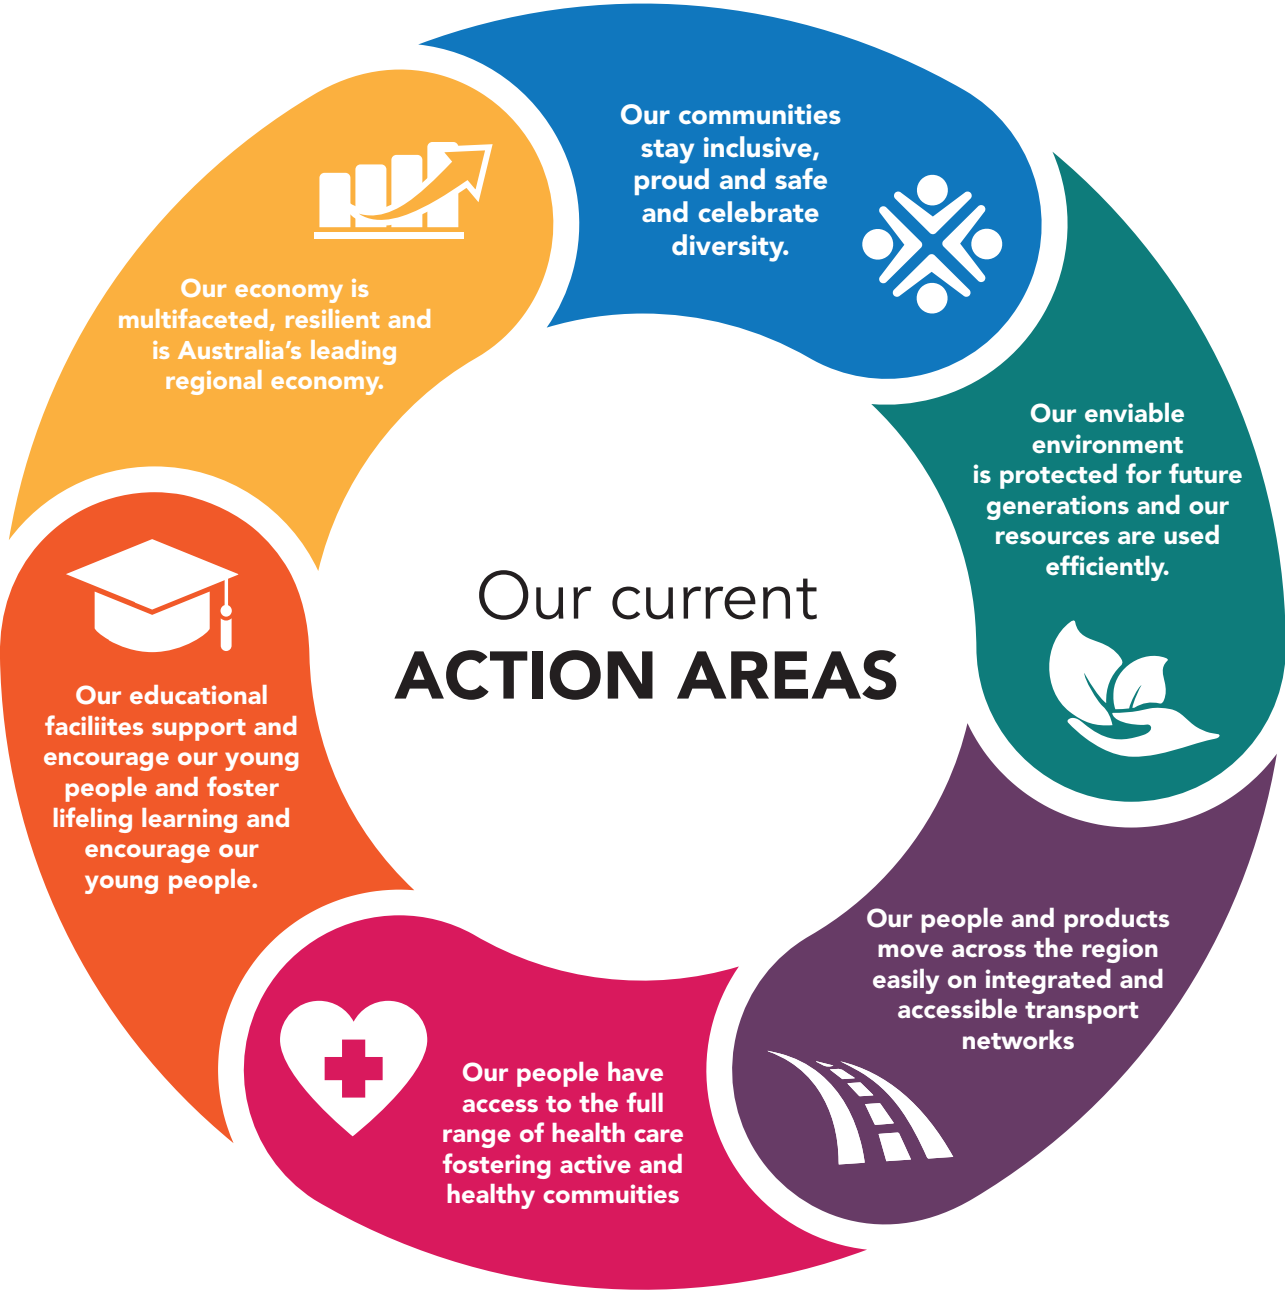 Our current
ACTION AREAS
Our communities
stay inclusive,
proud and safe
and celebrate
diversity.
Our enviable
environment
is protected for future
generations and our
resources are used
efficiently.
Our people and products
move across the region
easily on integrated and
accessible transport
networks
Our people have
access to the full
range of health care
fostering active and
healthy commuities
Our educational
faciliites support and
encourage our young
people and foster
lifeling learning and
encourage our
young people.
Our economy is
multifaceted, resilient and
is Australia's leading
regional economy.